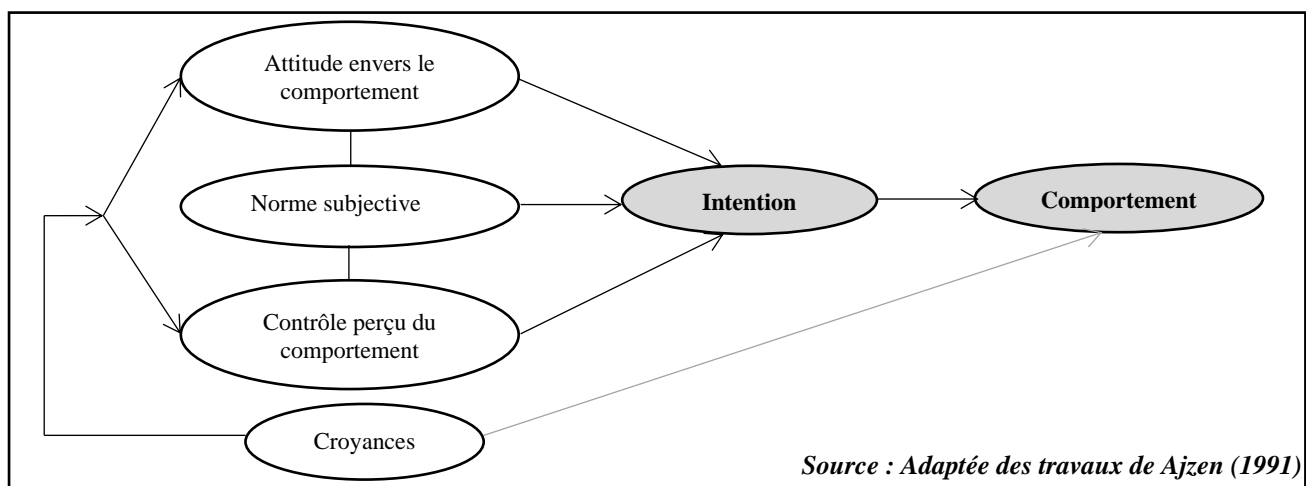 Attitude envers le
comportement
Norme subjective
Intention
Comportement
Contrôle perçu du
comportement
Croyances
Source : Adaptée des travaux de Ajzen (1991)